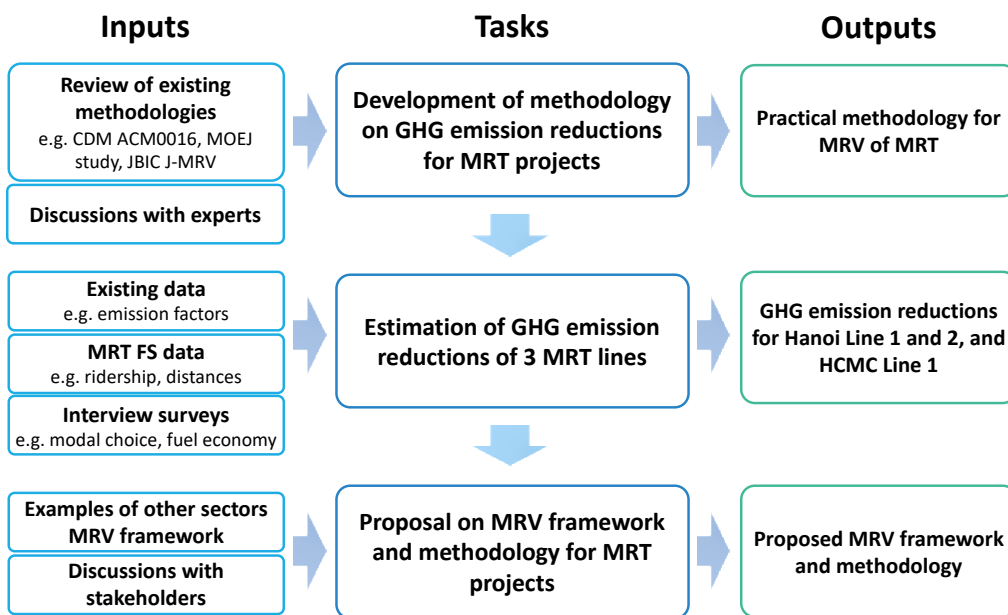 Inputs
Tasks
Outputs
Review of existing
methodologies
e.g. CDM ACM0016, MOEJ
study, JBIC J-MRV
Discussions with experts
Development of methodology
on GHG emission reductions
for MRT projects
Practical methodology for
MRV of MRT
Existing data
e.g. emission factors
MRT FS data
e.g. ridership, distances
Interview surveys
e.g. modal choice, fuel economy
Estimation of GHG emission
reductions of 3 MRT lines
GHG emission reductions
for Hanoi Line 1 and 2, and
HCMC Line 1
Examples of other sectors
MRV framework
Discussions with
stakeholders
Proposal on MRV framework
and methodology for MRT
projects
Proposed MRV framework
and methodology